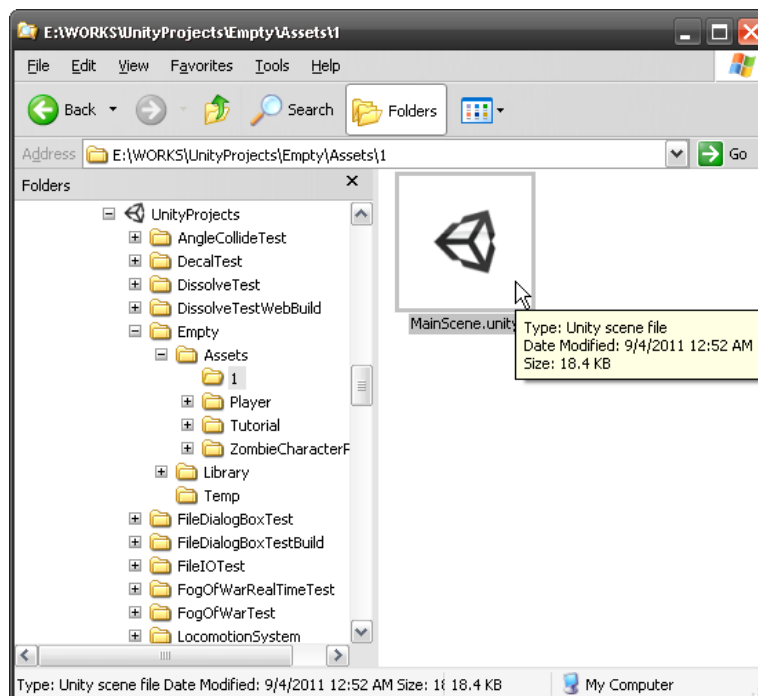 E:\WORKS\UnityProjects\Empty\Assets\1
File Edit View Favorites Tools Help
Back Search Folders
Address E:\WORKS\UnityProjects\Empty\Assets\1 Go
Folders
UnityProjects
AngleCollideTest
DecalTest
DissolveTest
DissolveTestWebBuild
Empty
Assets
1
Player
Tutorial
ZombieCharacterF
Library
Temp
FileDialogBoxTest
FileDialogBoxTestBuild
FileIOTest
FogOfWarRealTimeTest
FogOfWarTest
LocomotionSystem
MainScene.unity
Type: Unity scene file
Date Modified: 9/4/2011 12:52 AM
Size: 18.4 KB
Type: Unity scene file Date Modified: 9/4/2011 12:52 AM Size: 18 18.4 KB My Computer